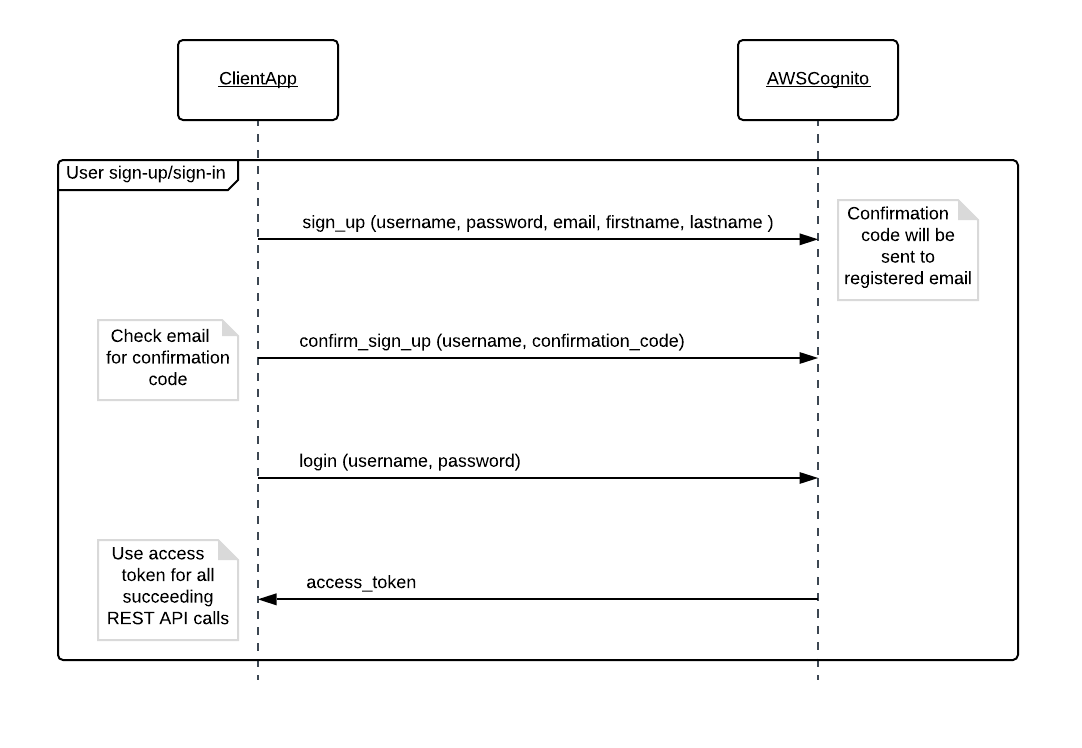 ClientApp
AWSCognito
User sign-up/sign-in
sign_up (username, password, email, firstname, lastname )
Confirmation
code will be
sent to
registered email
Check email
for confirmation
code
confirm_sign_up (username, confirmation_code)
login (username, password)
Use access
token for all
succeeding
REST API calls
access_token